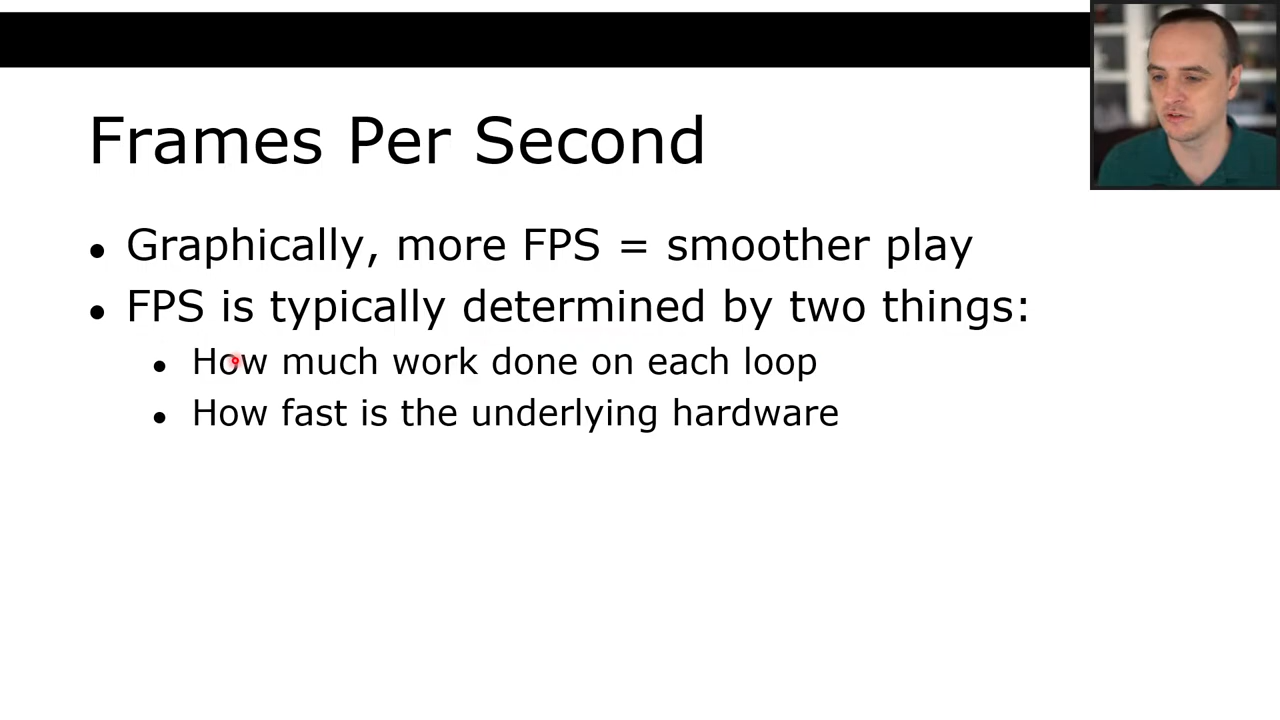 Frames Per Second
Graphically, more FPS = smoother play
FPS is typically determined by two things:
How much work done on each loop
How fast is the underlying hardware